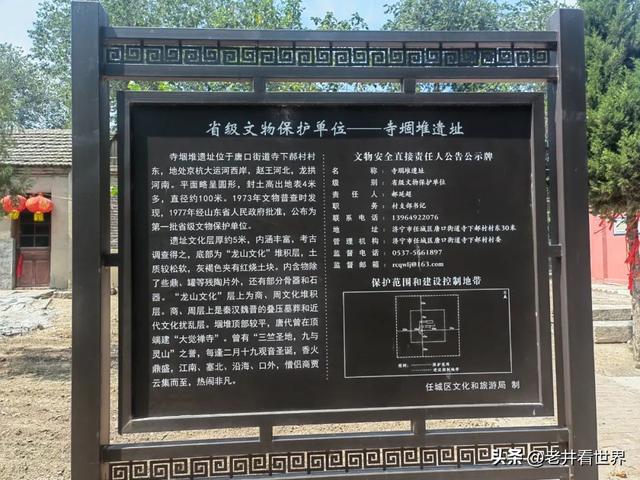 省级文物保护单位——寺堌堆遗址
寺堌堆遗址位于唐口街道寺下郝村村
东，地处京杭大运河西岸，赵王河北，龙拱
河南。平面略呈圆形，封土高出地表4米
多，直径约100米。1973年文物普查时发
现，1977年经山东省人民政府批准，公布为
第一批省级文物保护单位。
遗址文化层厚约5米，内涵丰富，考古
调查得之，底部为“龙山文化”堆积层，土
质较松软，灰褐色夹有红烧土块。内含物除
了些鼎、罐等残陶片外，还有部分骨器和石
器。“龙山文化”层上为商、周文化堆积
层。商、周层上是秦汉魏晋的叠压墓葬和近
代文化扰乱层。堌堆顶部较平，唐代曾在顶
端建“大觉禅寺”。曾有“三竺圣地，九与
灵山”之誉，每逢二月十九观音圣诞，香火
鼎盛，江南、塞北、沿海、口外，僧侣商贾
云集而至，热闹非凡。
文物安全直接责任人公告公示牌
名称：寺堌堆遗址
级别：省级文物保护单位
责任人：郝延超
职务：村支部书记
联系电话：13964922076
地址：济宁市任城区唐口街道寺下郝村村东30米
管理机构：济宁市任城区唐口街道寺下郝村村委
监督电话：0537-5661897
监督邮箱：rcqwlj@163.com
保护范围和建设控制地带
任城区文化和旅游局 制
头条 @老井看世界